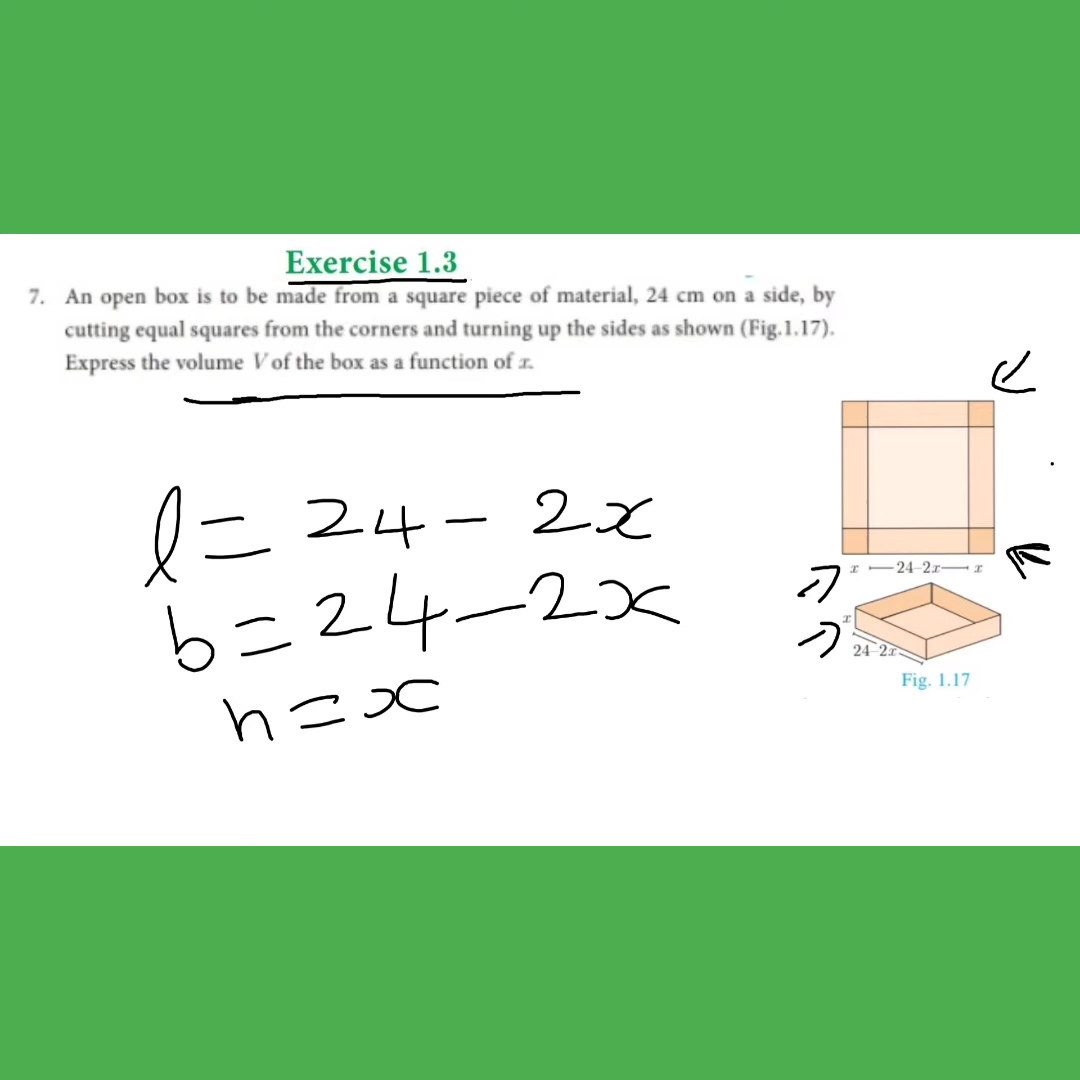 Exercise 1.3
7. An open box is to be made from a square piece of material, 24 cm on a side, by
cutting equal squares from the corners and turning up the sides as shown (Fig.1.17).
Express the volume V of the box as a function of x.
l = 24 - 2x
b = 24 - 2x
h = x
x 24-2x x
x
24-2x
Fig. 1.17